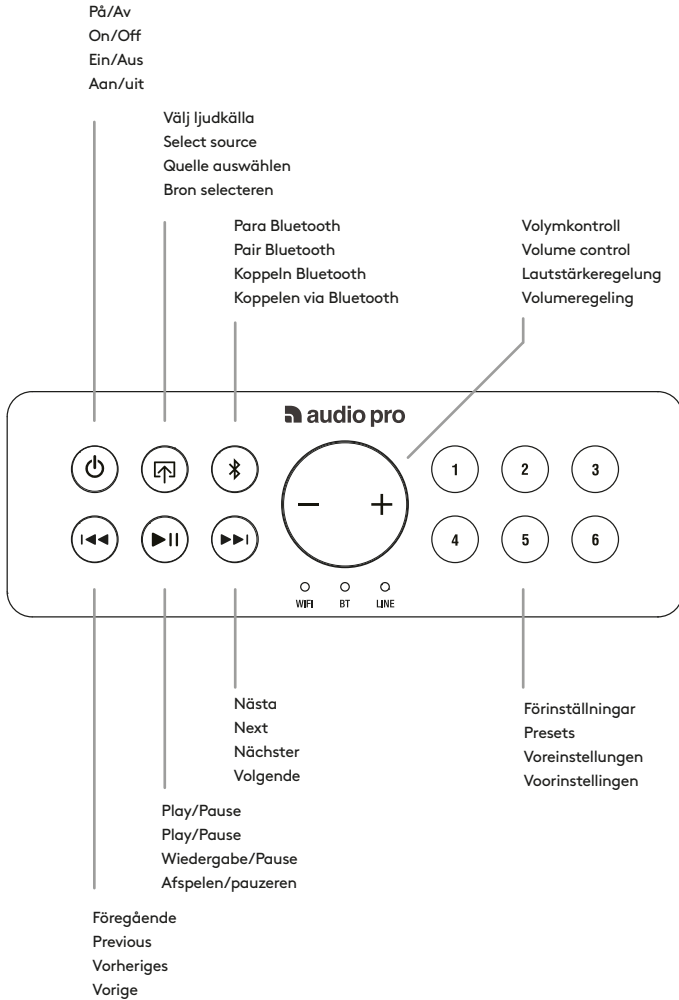 På/Av
On/Off
Ein/Aus
Aan/uit
Välj ljudkälla
Select source
Quelle auswählen
Bron selecteren
Para Bluetooth
Pair Bluetooth
Koppeln Bluetooth
Koppelen via Bluetooth
Volymkontroll
Volume control
Lautstärkeregelung
Volumeregeling
audio pro
1 2 3
4 5 6
WIFI BT LINE
Nästa
Next
Nächster
Volgende
Förinställningar
Presets
Voreinstellungen
Voorinstellingen
Play/Pause
Play/Pause
Wiedergabe/Pause
Afspelen/pauzeren
Föregående
Previous
Vorheriges
Vorige